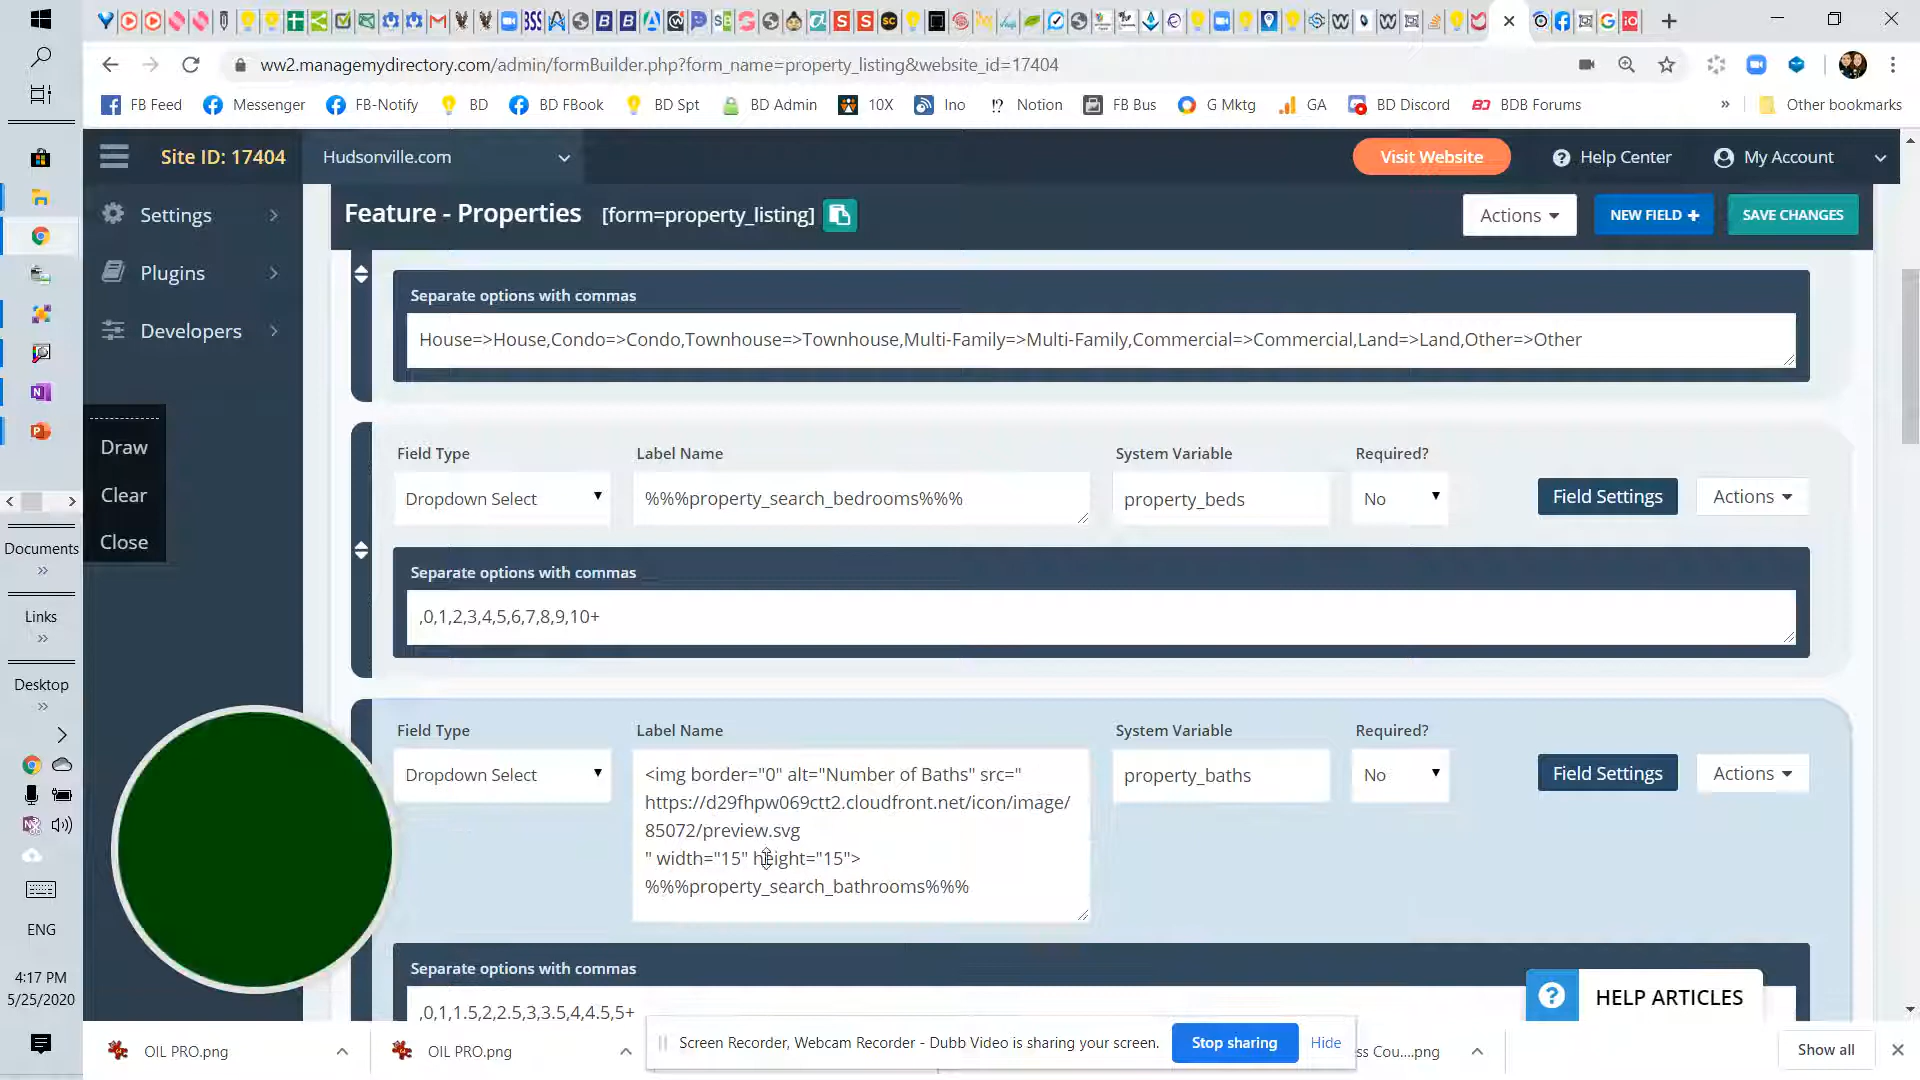 ww2.managemydirectory.com/admin/formBuilder.php?form_name=property_listing&website_id=17404
FB Feed
Messenger
FB-Notify
BD
BD FBook
BD Spt
BD Admin
10X
Ino
Notion
FB Bus
G Mktg
GA
BD Discord
BDB Forums
»
Other bookmarks
Site ID: 17404
Hudsonville.com
Visit Website
Help Center
My Account
Settings
Plugins
Developers
Feature - Properties [form=property_listing]
Actions
NEW FIELD +
SAVE CHANGES
Separate options with commas
House=>House,Condo=>Condo,Townhouse=>Townhouse,Multi-Family=>Multi-Family,Commercial=>Commercial,Land=>Land,Other=>Other
Draw
Clear
Close
Field Type
Label Name
System Variable
Required?
Dropdown Select
%%%property_search_bedrooms%%%
property_beds
No
Field Settings
Actions
Separate options with commas
,0,1,2,3,4,5,6,7,8,9,10+
Field Type
Label Name
System Variable
Required?
Dropdown Select
<img border="0" alt="Number of Baths" src="
https://d29fhpw069ctt2.cloudfront.net/icon/image/
85072/preview.svg
" width="15" height="15">
%%%property_search_bathrooms%%%
property_baths
No
Field Settings
Actions
Separate options with commas
,0,1,1.5,2,2.5,3,3.5,4,4.5,5+
HELP ARTICLES
Documents
»
Links
»
Desktop
»
ENG
4:17 PM
5/25/2020
OIL PRO.png
OIL PRO.png
Screen Recorder, Webcam Recorder - Dubb Video is sharing your screen.
Stop sharing
Hide
ss Cou....png
Show all